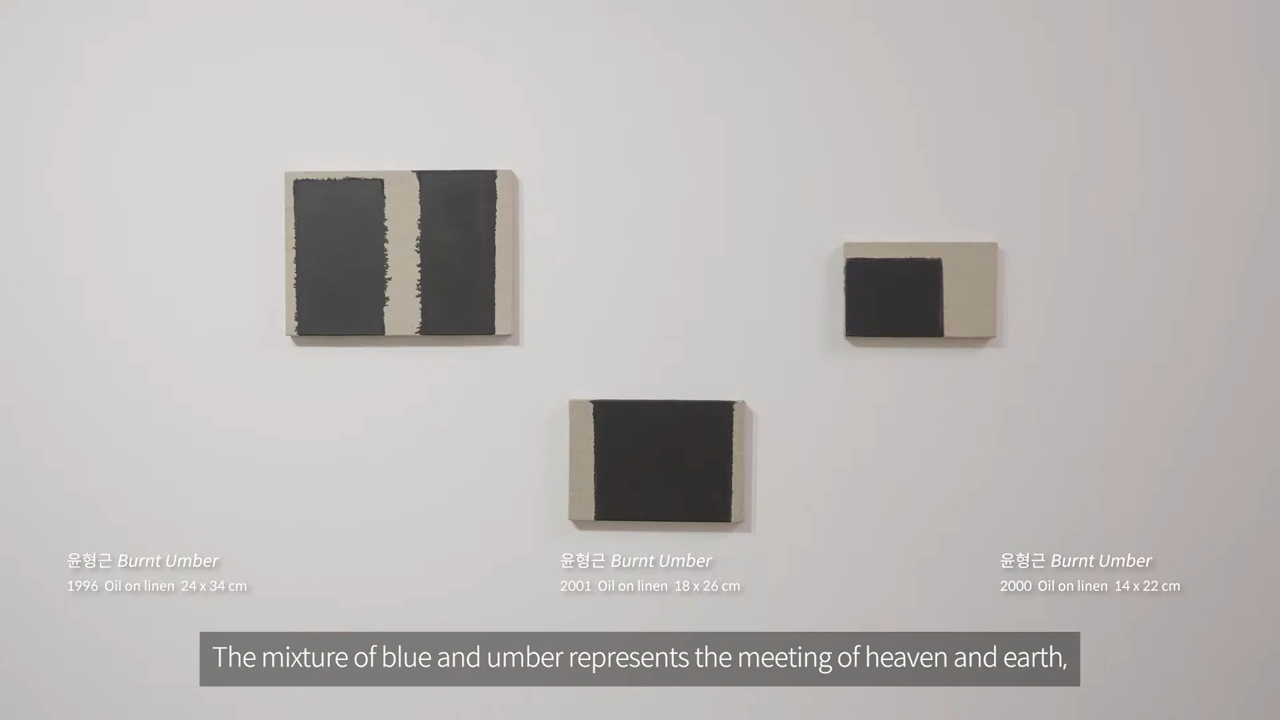 윤형근 Burnt Umber
1996 Oil on linen 24 x 34 cm
윤형근 Burnt Umber
2001 Oil on linen 18 x 26 cm
윤형근 Burnt Umber
2000 Oil on linen 14 x 22 cm
The mixture of blue and umber represents the meeting of heaven and earth,